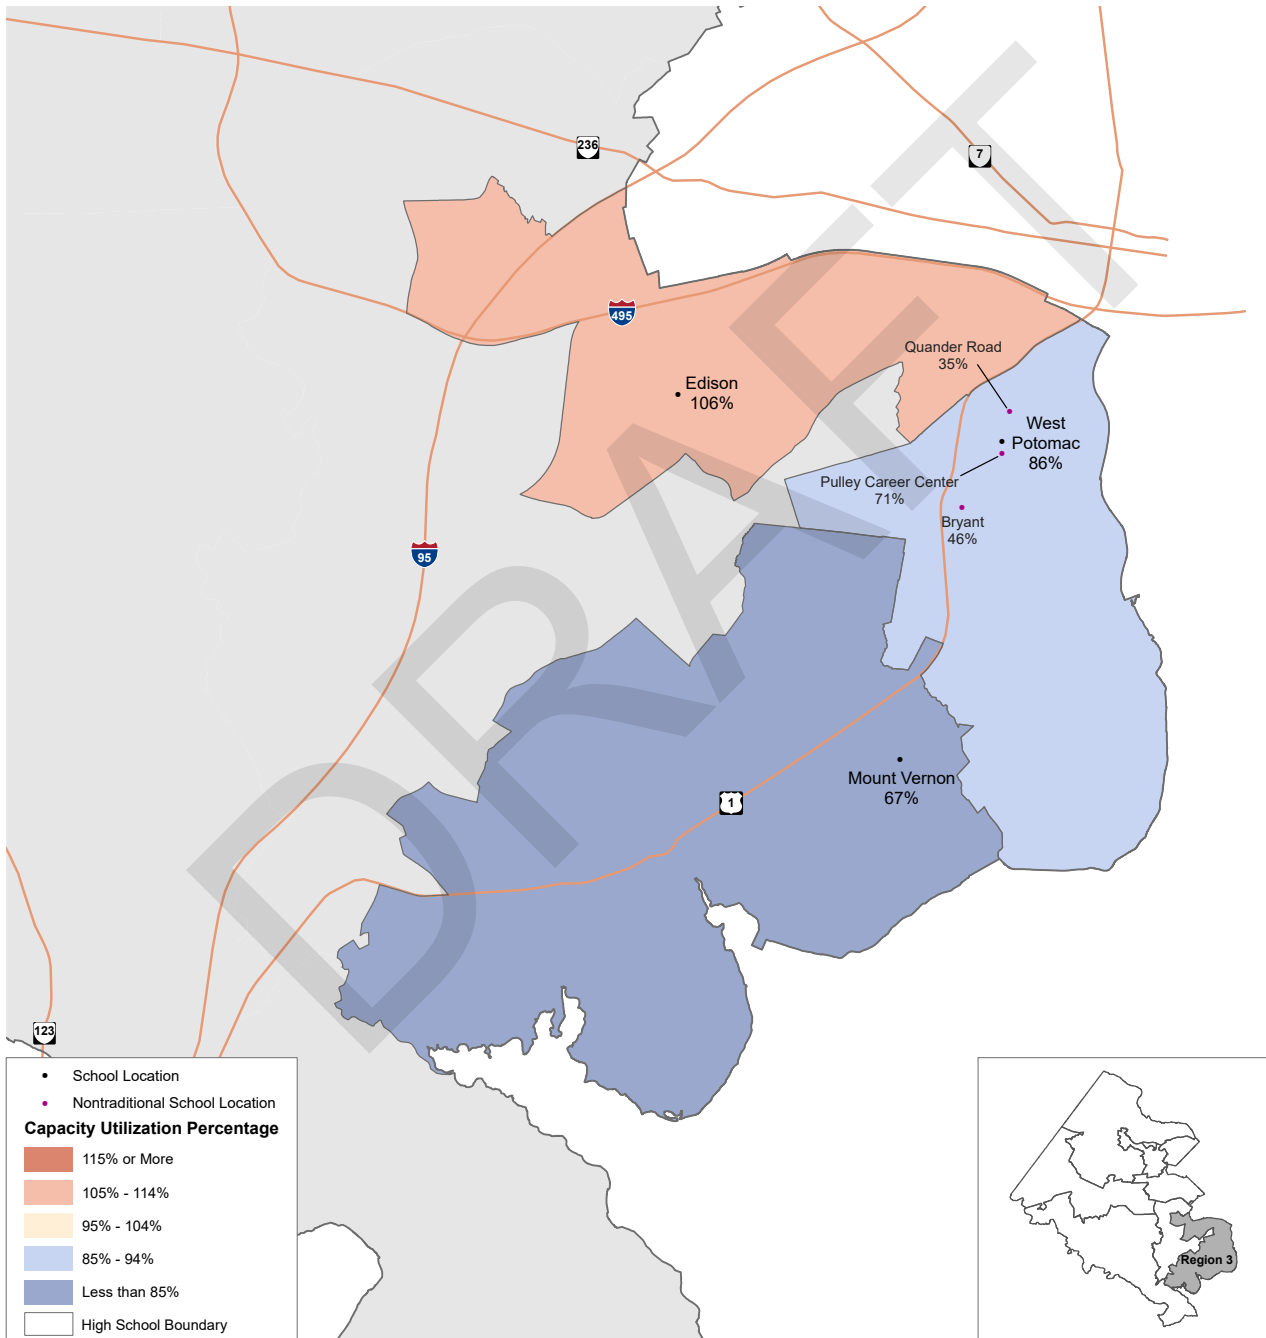 236
7
495
Quander Road
35%
Edison
106%
West
Potomac
86%
Pulley Career Center
71%
Bryant
46%
95
Mount Vernon
67%
1
123
DRAFT
School Location
Nontraditional School Location
Capacity Utilization Percentage
115% or More
105% - 114%
95% - 104%
85% - 94%
Less than 85%
High School Boundary
Region 3